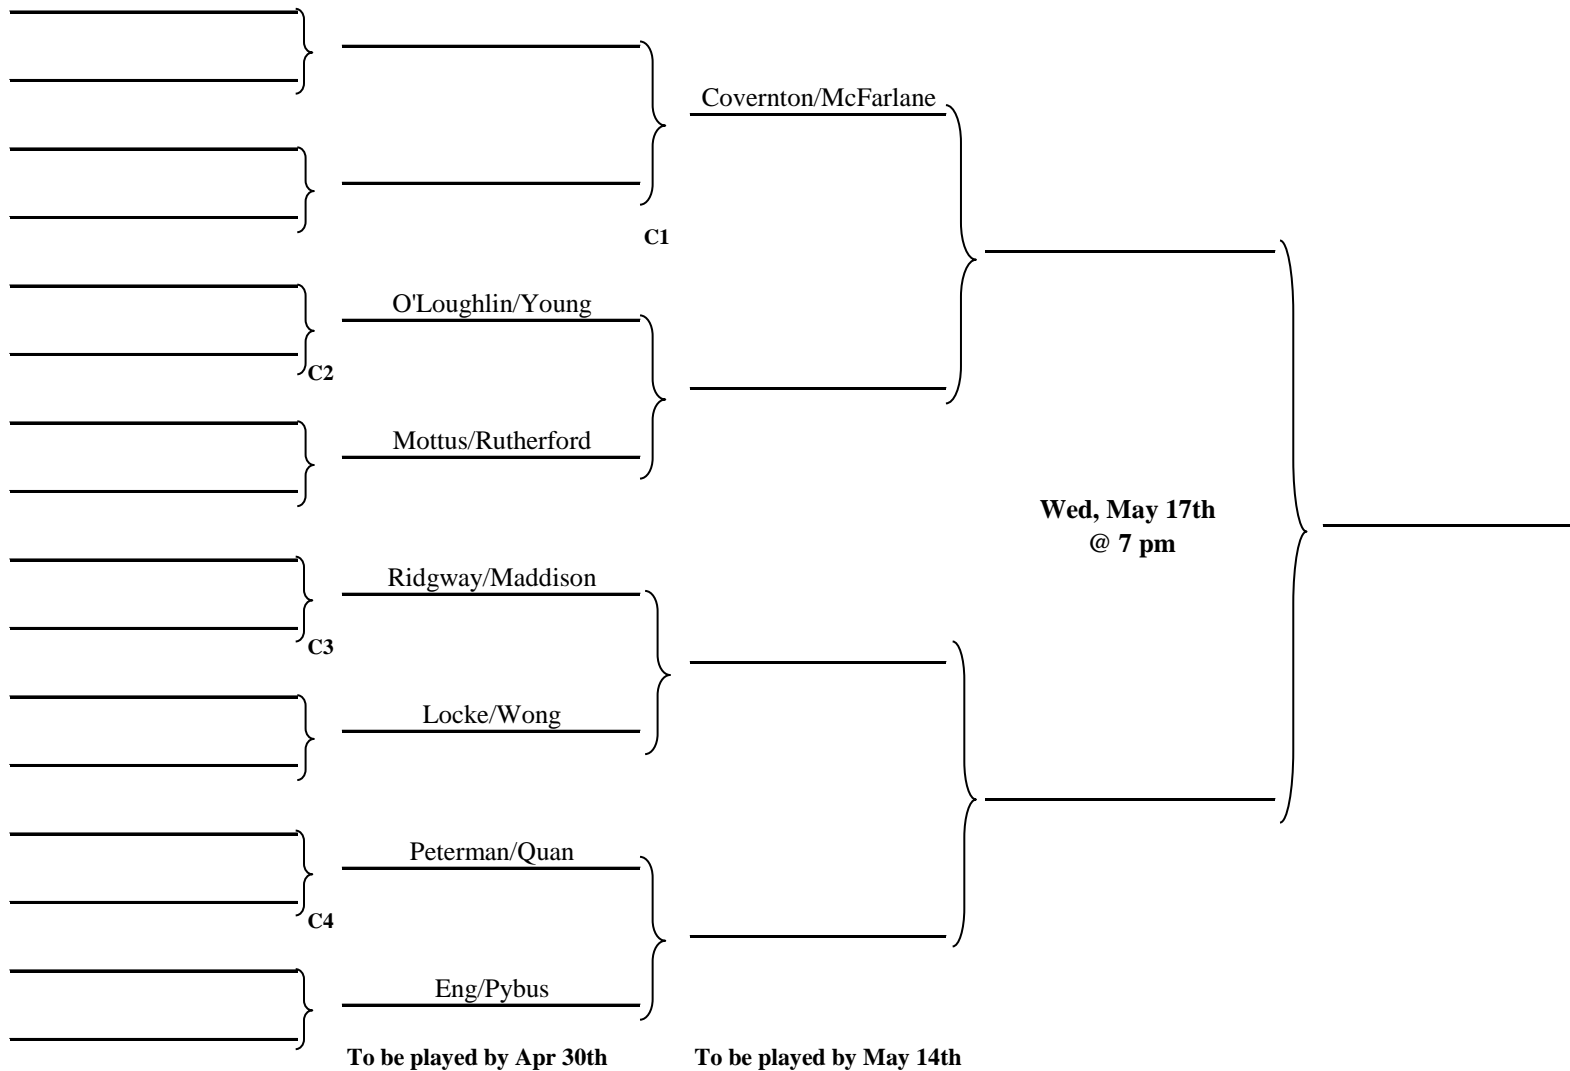 Covernton/McFarlane
C1
O'Loughlin/Young
C2
Mottus/Rutherford
Wed, May 17th
@ 7 pm
Ridgway/Maddison
C3
Locke/Wong
Peterman/Quan
C4
Eng/Pybus
To be played by Apr 30th
To be played by May 14th